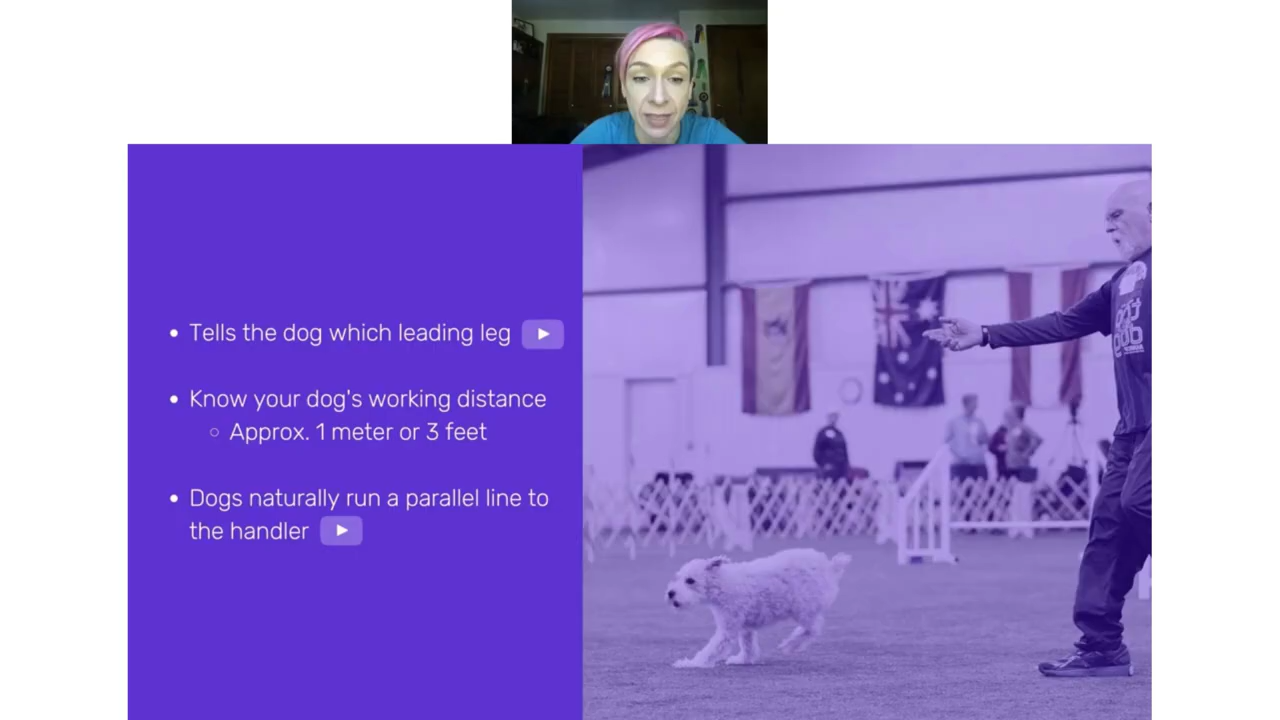 Tells the dog which leading leg
Know your dog's working distance
Approx. 1 meter or 3 feet
Dogs naturally run a parallel line to
the handler